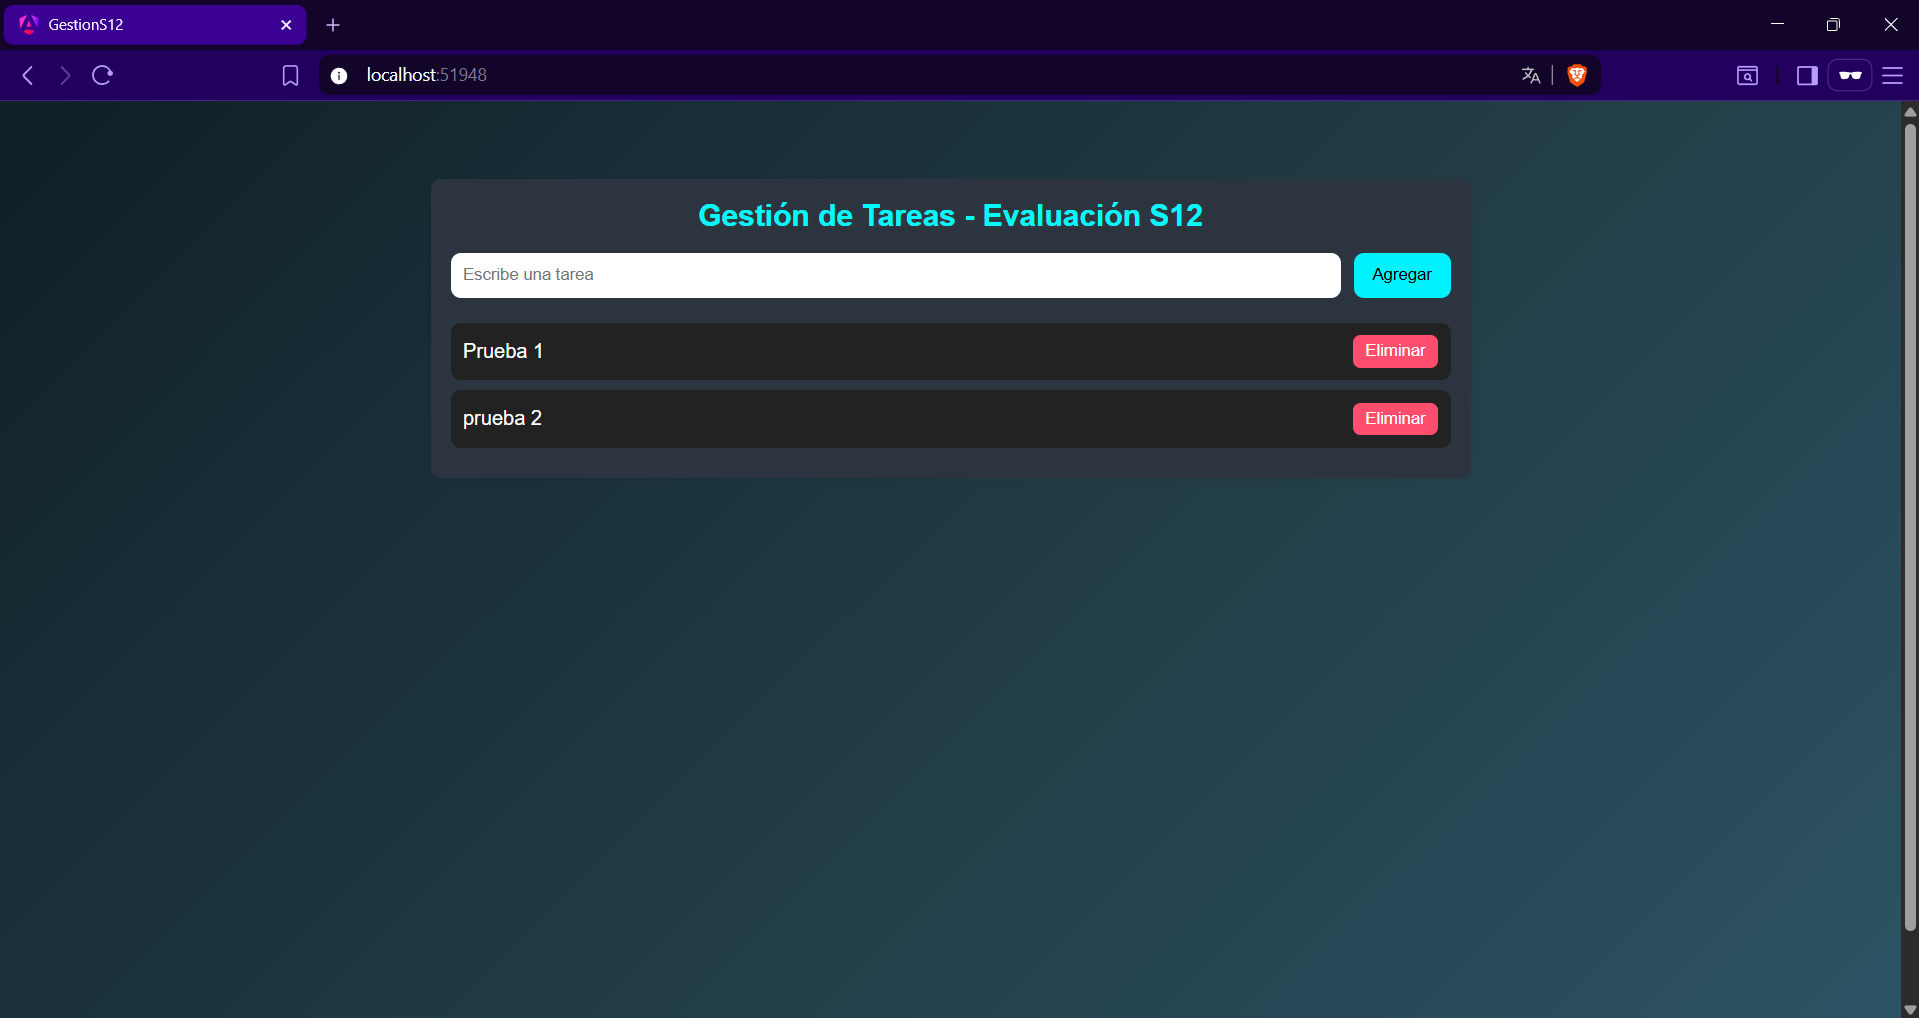 GestionS12
localhost:51948
Gestión de Tareas - Evaluación S12
Escribe una tarea
Agregar
Prueba 1
Eliminar
prueba 2
Eliminar